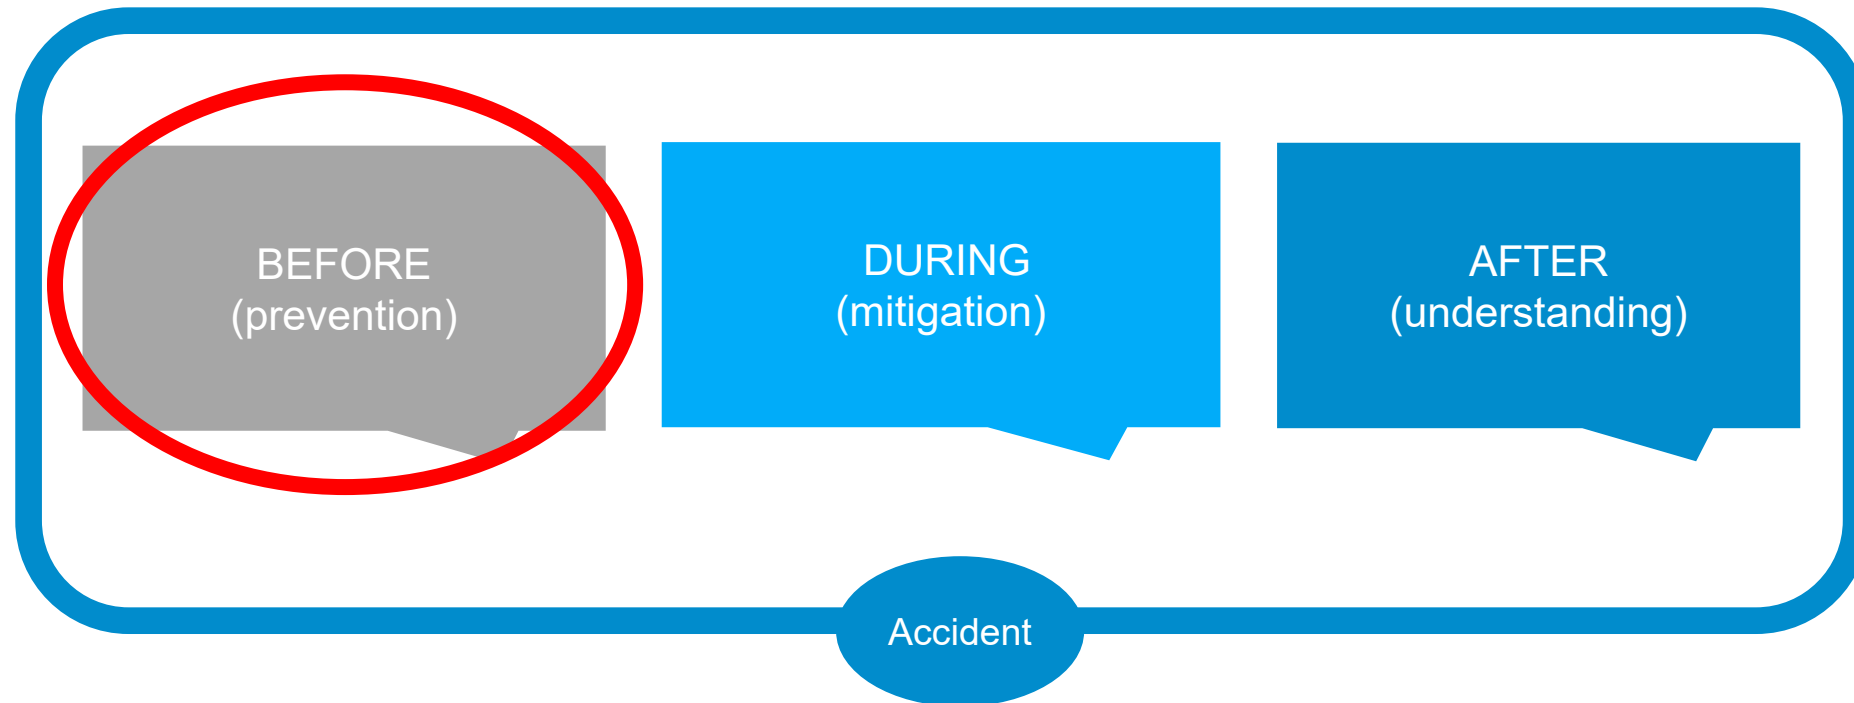 BEFORE
(prevention)
DURING
(mitigation)
AFTER
(understanding)
Accident